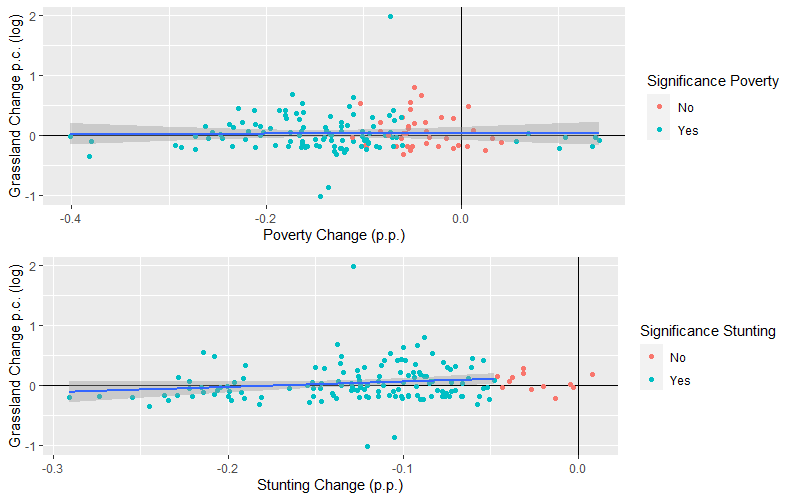 Grassland Change p.c. (log)
2
1
0
-1
-0.4
-0.2
0.0
Poverty Change (p.p.)
Significance Poverty
No
Yes
Grassland Change p.c. (log)
2
1
0
-1
-0.3
-0.2
-0.1
0.0
Stunting Change (p.p.)
Significance Stunting
No
Yes